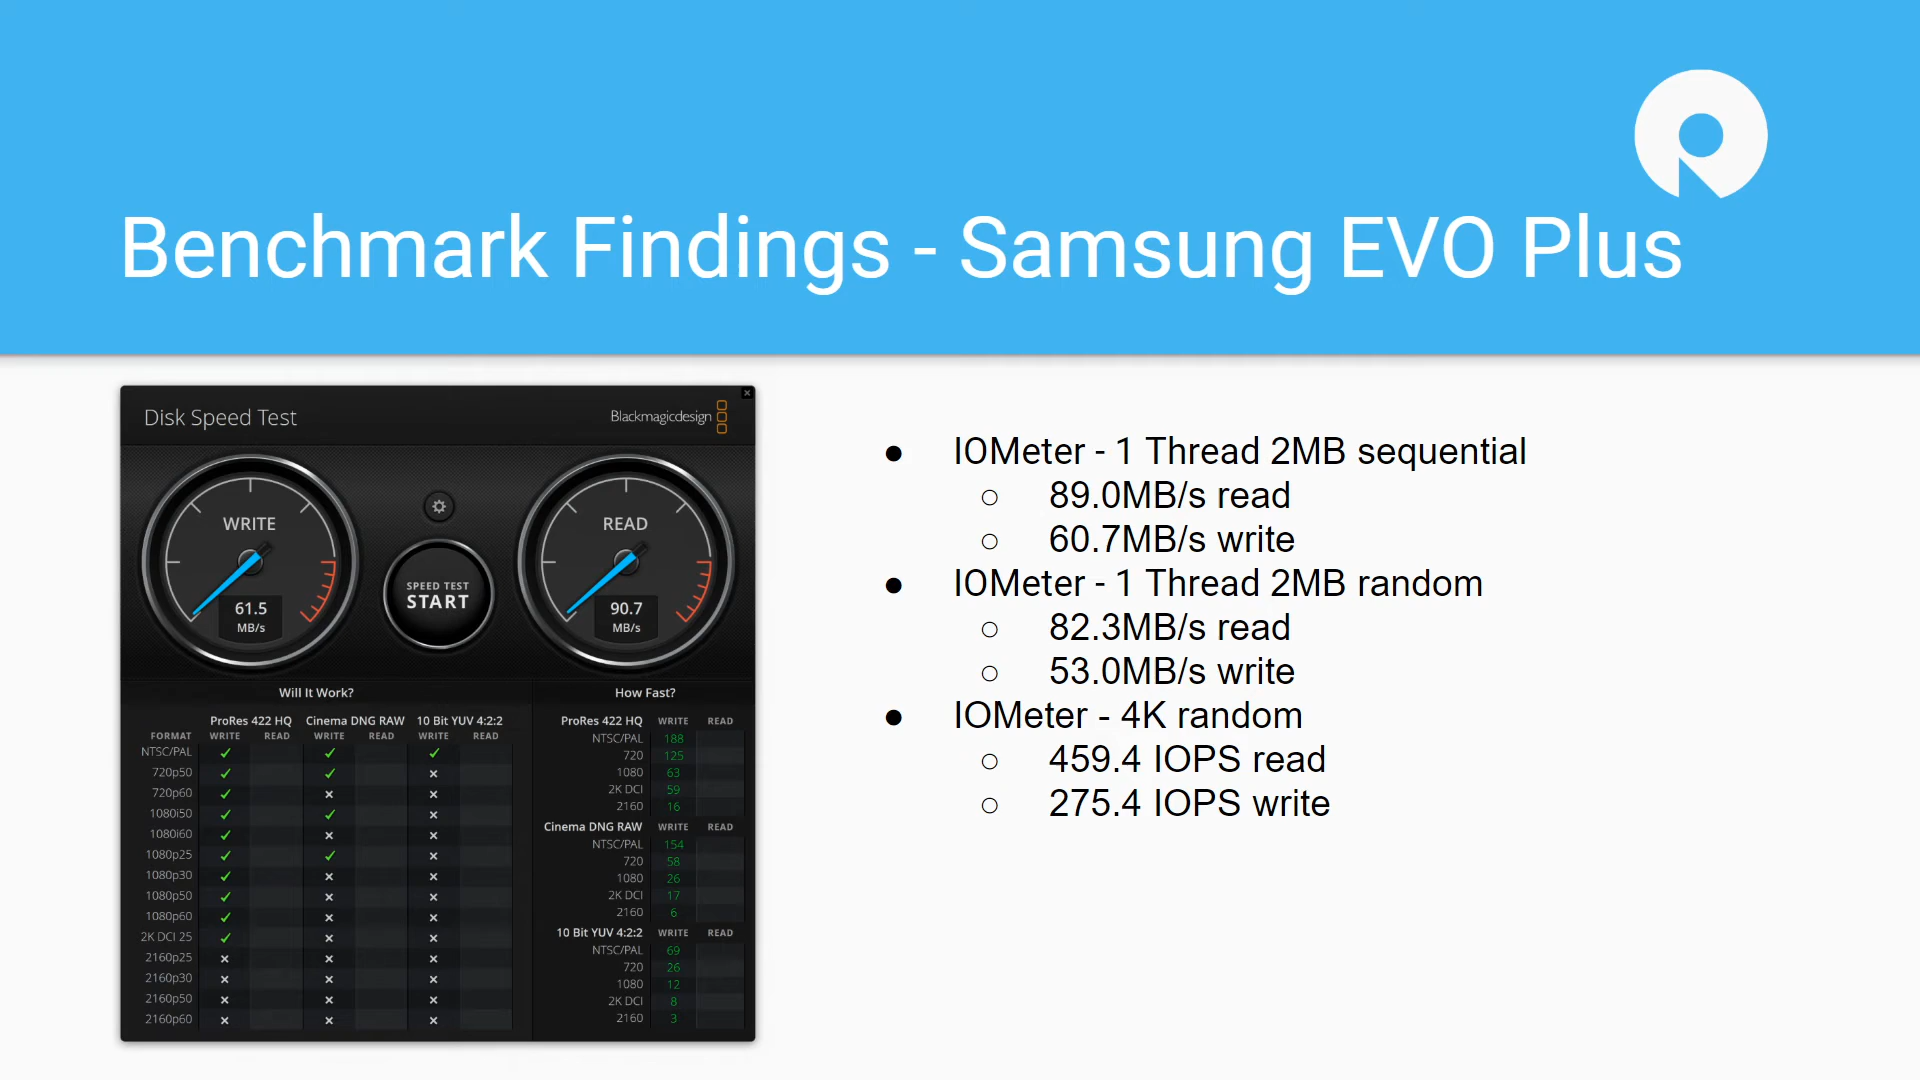 Benchmark Findings - Samsung EVO Plus
Disk Speed Test
Blackmagicdesign
WRITE
61.5
MB/s
SPEED TEST
START
READ
90.7
MB/s
Will It Work?
ProRes 422 HQ Cinema DNG RAW 10 Bit YUV 4:2:2
FORMAT WRITE READ WRITE READ WRITE READ
NTSC/PAL ✓ ✓ ✓
720p50 ✓ ✓ ×
720p60 ✓ × ×
1080i50 ✓ ✓ ×
1080i60 ✓ × ×
1080p25 ✓ ✓ ×
1080p30 ✓ × ×
1080p50 ✓ × ×
1080p60 ✓ × ×
2K DCI 25 ✓ × ×
2160p25 × × ×
2160p30 × × ×
2160p50 × × ×
2160p60 × × ×
How Fast?
ProRes 422 HQ WRITE READ
NTSC/PAL 188
720 125
1080 63
2K DCI 59
2160 16
Cinema DNG RAW WRITE READ
NTSC/PAL 154
720 58
1080 26
2K DCI 17
2160 6
10 Bit YUV 4:2:2 WRITE READ
NTSC/PAL 69
720 26
1080 12
2K DCI 8
2160 3
● IOMeter - 1 Thread 2MB sequential
○ 89.0MB/s read
○ 60.7MB/s write
● IOMeter - 1 Thread 2MB random
○ 82.3MB/s read
○ 53.0MB/s write
● IOMeter - 4K random
○ 459.4 IOPS read
○ 275.4 IOPS write